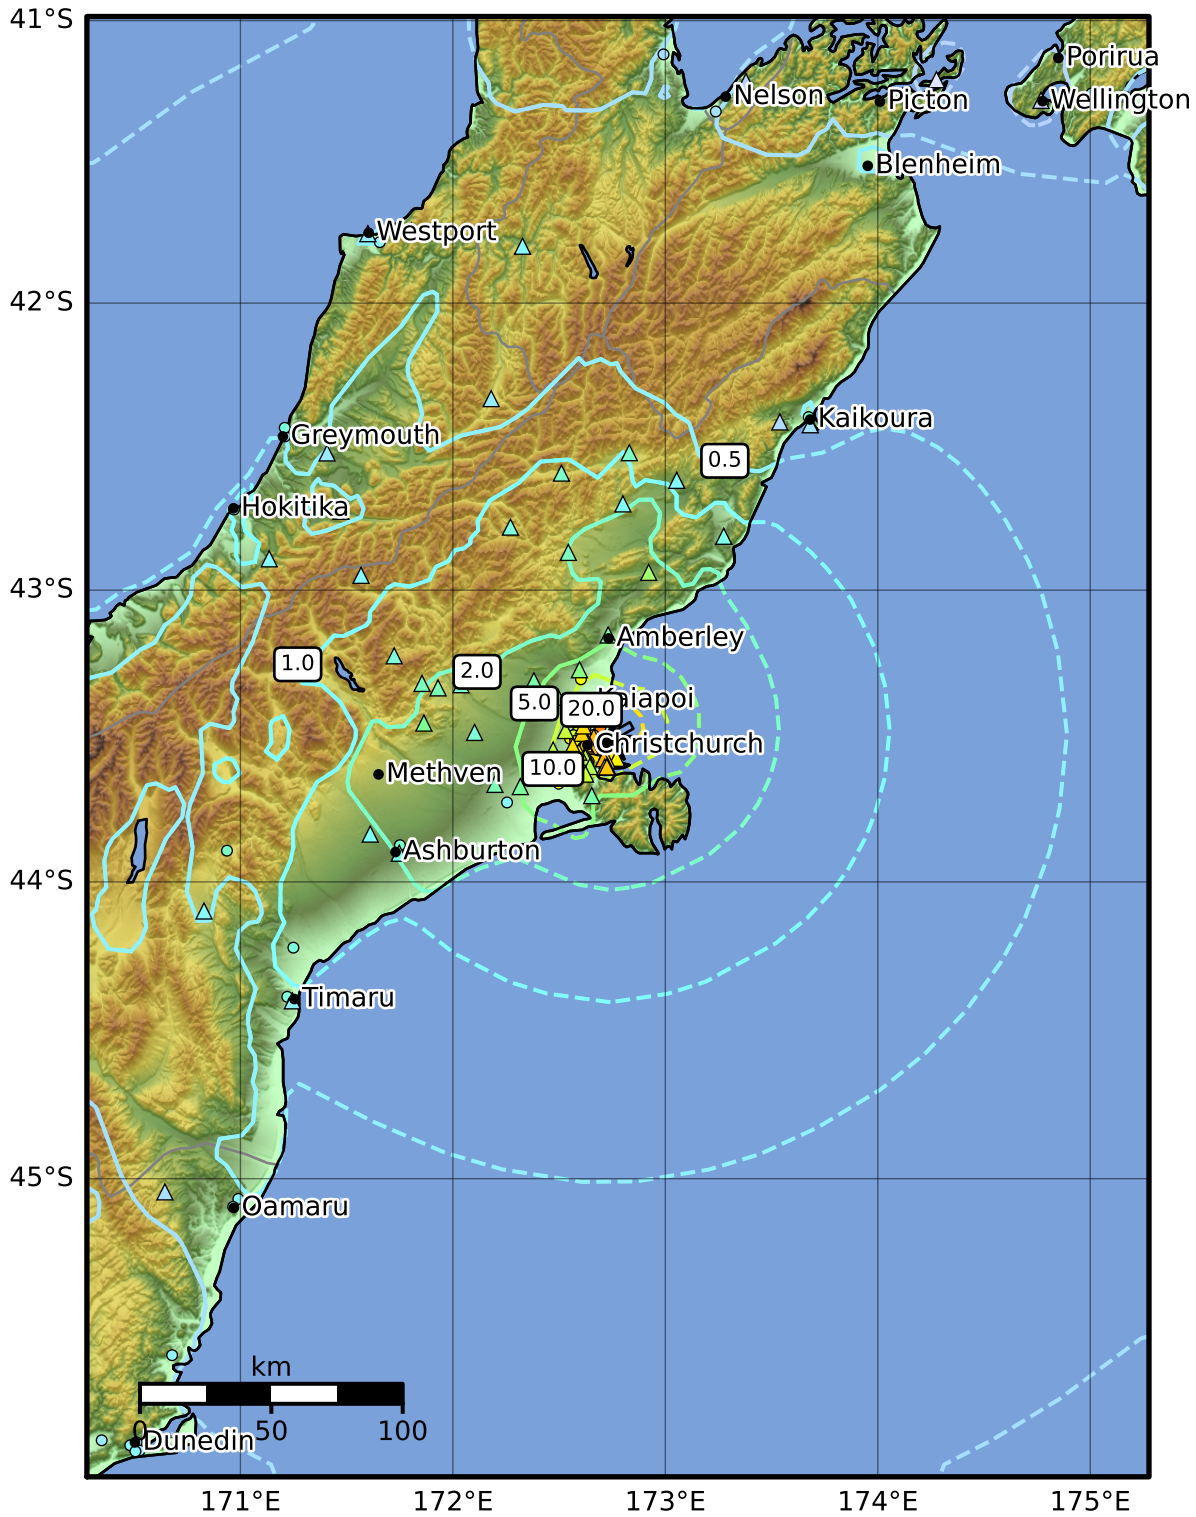 41°S
Porirua
Nelson
Picton
Wellington
Blenheim
Westport
42°S
Kaikoura
Greymouth
0.5
Hokitika
43°S
Amberley
1.0
2.0
5.0
Kaiapoi
20.0
Christchurch
10.0
Methven
Ashburton
44°S
Timaru
45°S
Oamaru
km
0 50 100
Dunedin
171°E 172°E 173°E 174°E 175°E